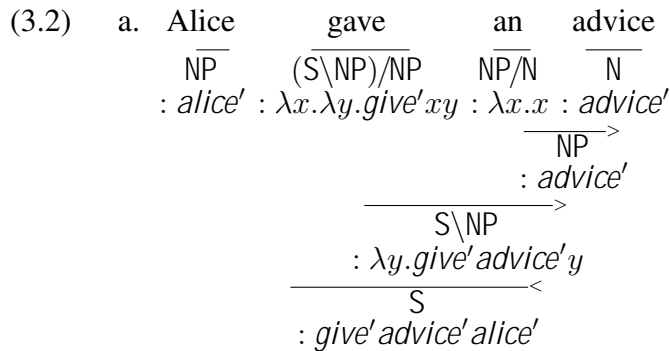 (3.2) a. Alice gave an advice
NP (S\NP)/NP NP/N N
: alice′ : λx.λy.give′xy : λx.x : advice′
>
NP
: advice′
>
S\NP
: λy.give′advice′y
<
S
: give′advice′alice′